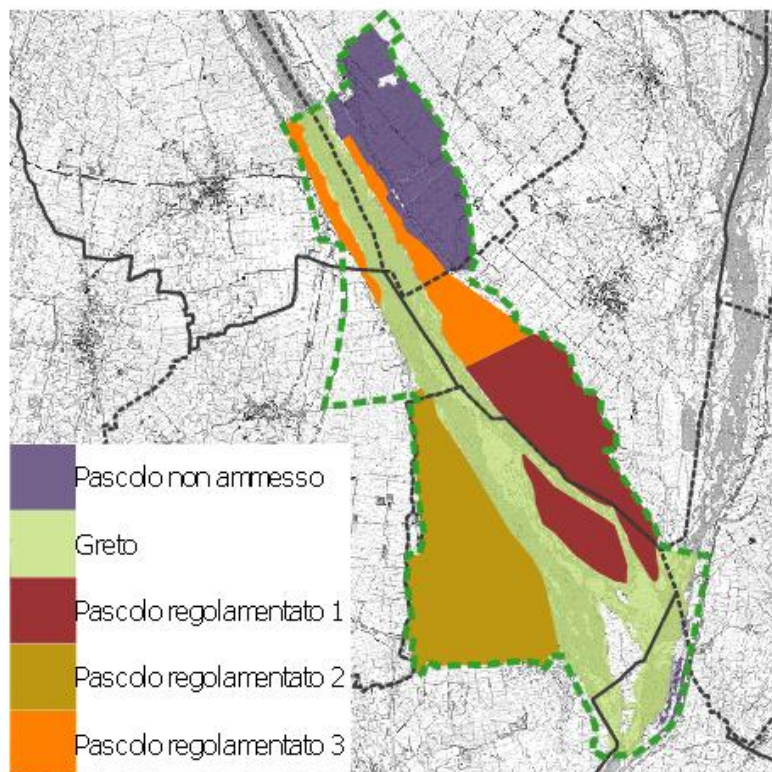 Pascolo non ammesso
Greto
Pascolo regolamentato 1
Pascolo regolamentato 2
Pascolo regolamentato 3